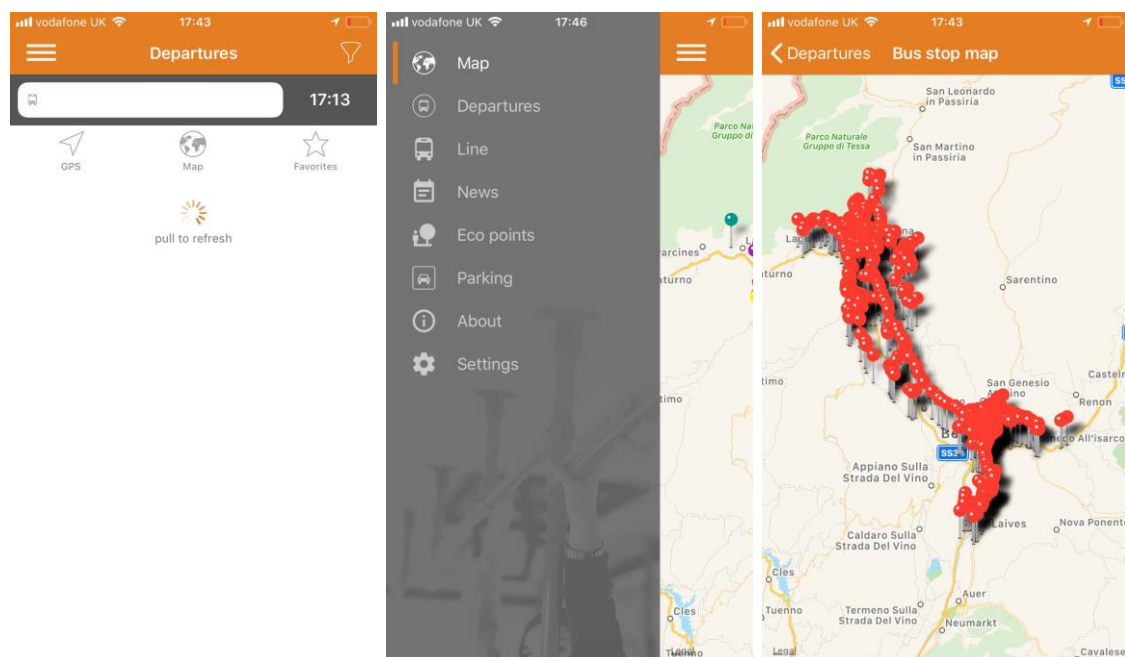 vodafone UK 17:43
Departures
17:13
GPS Map Favorites
pull to refresh
vodafone UK 17:46
Map
Departures
Line
News
Eco points
Parking
About
Settings
Parco
Gruppo di
arcines
turno
timo
Cles
vodafone UK 17:43
Departures Bus stop map
San Leonardo
in Passiria
Parco Naturale
Gruppo di Tessa
San Martino
in Passiria
turno
Sarentino
timo
San Genesio
Renon
All'isarco
Appiano Sulla
Strada Del Vino
Laives
Nova Ponent
Caldaro Sulla
Strada Del Vino
Cles
Tuenno
Auer
Termeno Sulla
Strada Del Vino
Neumarkt
Legal
Cavalese